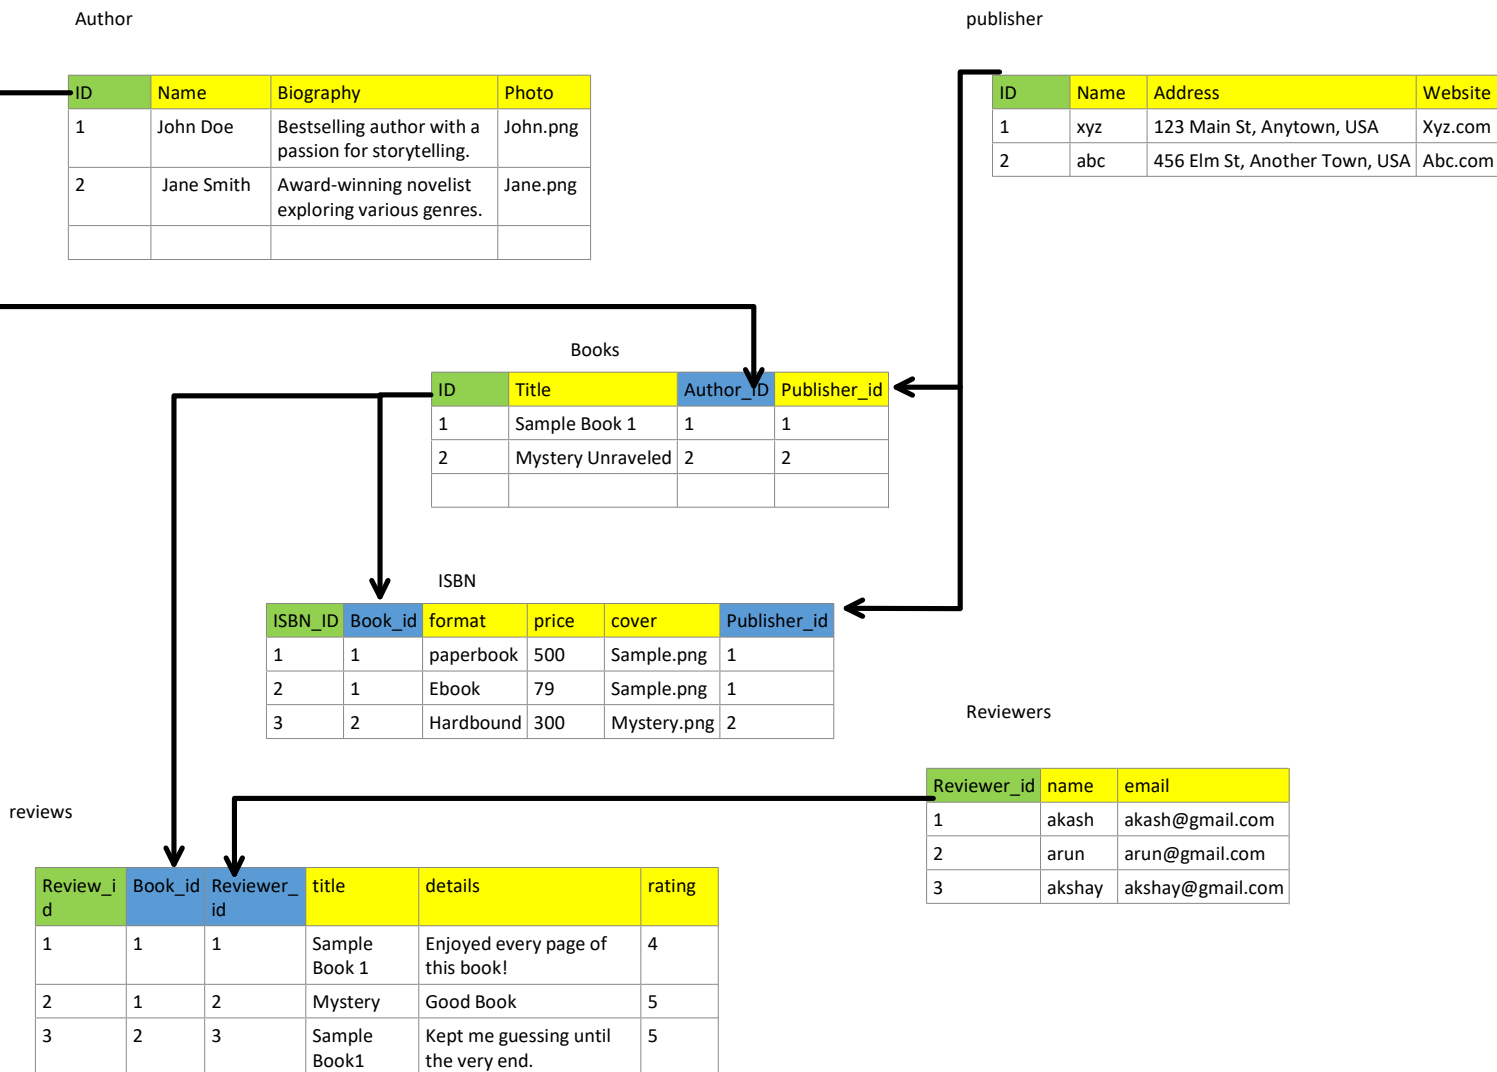 Author
ID Name Biography Photo
1 John Doe Bestselling author with a John.png
passion for storytelling.
2 Jane Smith Award-winning novelist Jane.png
exploring various genres.
publisher
ID Name Address Website
1 xyz 123 Main St, Anytown, USA Xyz.com
2 abc 456 Elm St, Another Town, USA Abc.com
Books
ID Title Author_ID Publisher_id
1 Sample Book 1 1 1
2 Mystery Unraveled 2 2
ISBN
ISBN_ID Book_id format price cover Publisher_id
1 1 paperbook 500 Sample.png 1
2 1 Ebook 79 Sample.png 1
3 2 Hardbound 300 Mystery.png 2
Reviewers
Reviewer_id name email
1 akash akash@gmail.com
2 arun arun@gmail.com
3 akshay akshay@gmail.com
reviews
Review_i Book_id Reviewer_ title details rating
d id
1 1 1 Sample Enjoyed every page of 4
Book 1 this book!
2 1 2 Mystery Good Book 5
3 2 3 Sample Kept me guessing until 5
Book1 the very end.